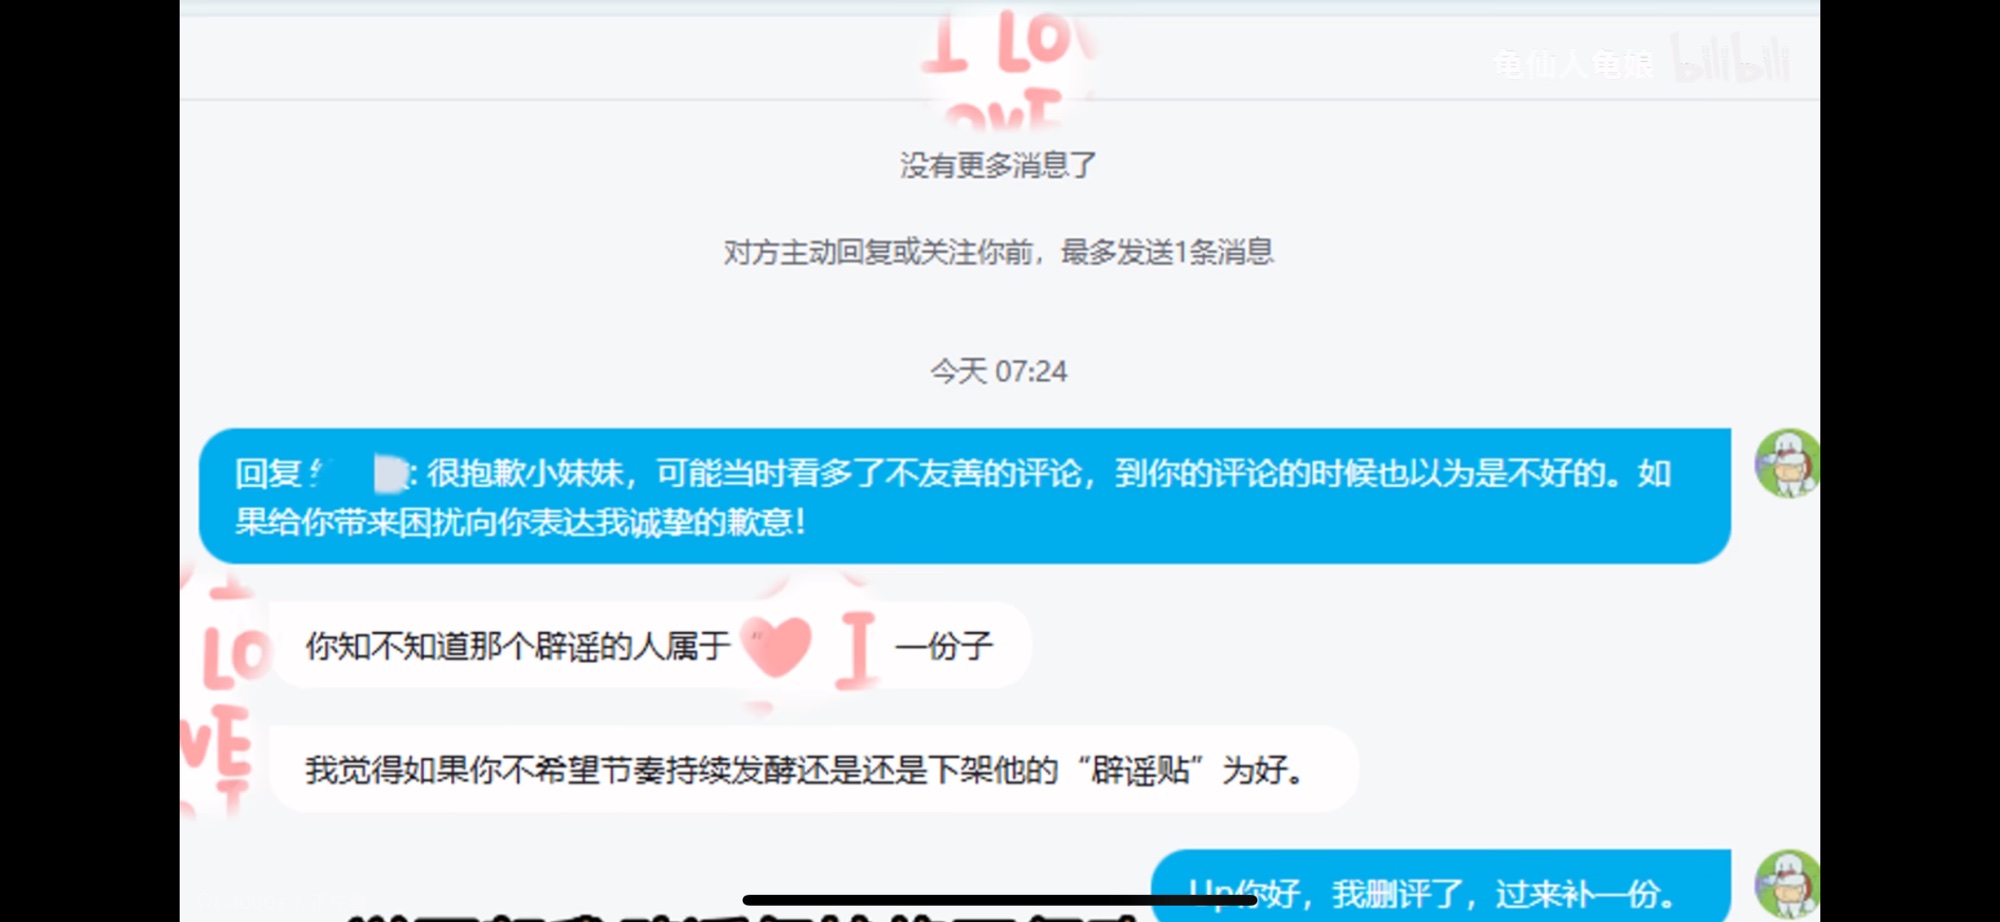 I LOV
OVE
龟仙人龟娘 bilibili
没有更多消息了
对方主动回复或关注你前，最多发送1条消息
今天 07:24
回复 : 很抱歉小妹妹，可能当时看多了不友善的评论，到你的评论的时候也以为是不好的。如
果给你带来困扰向你表达我诚挚的歉意！
你知不知道那个辟谣的人属于“ I 一份子
LO
VE
我觉得如果你不希望节奏持续发酵还是还是下架他的“辟谣贴”为好。
Up你好，我删评了，过来补一份。